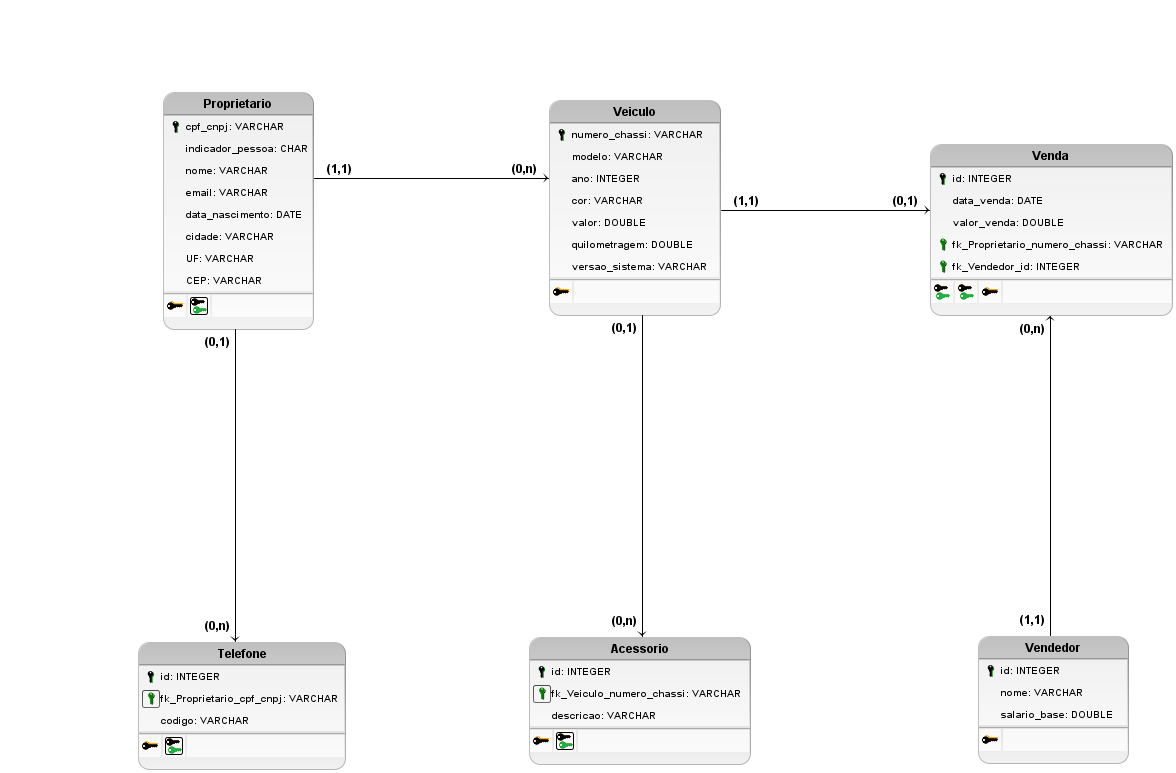 Proprietario
cpf_cnpj: VARCHAR
indicador_pessoa: CHAR
nome: VARCHAR
email: VARCHAR
data_nascimento: DATE
cidade: VARCHAR
UF: VARCHAR
CEP: VARCHAR
(1,1)
(0,n)
Veiculo
numero_chassi: VARCHAR
modelo: VARCHAR
ano: INTEGER
cor: VARCHAR
valor: DOUBLE
quilometragem: DOUBLE
versao_sistema: VARCHAR
(1,1)
(0,1)
Venda
id: INTEGER
data_venda: DATE
valor_venda: DOUBLE
fk_Proprietario_numero_chassi: VARCHAR
fk_Vendedor_id: INTEGER
(0,1)
(0,1)
(0,n)
(0,n)
(0,n)
(1,1)
Telefone
id: INTEGER
fk_Proprietario_cpf_cnpj: VARCHAR
codigo: VARCHAR
Acessorio
id: INTEGER
fk_Veiculo_numero_chassi: VARCHAR
descricao: VARCHAR
Vendedor
id: INTEGER
nome: VARCHAR
salario_base: DOUBLE